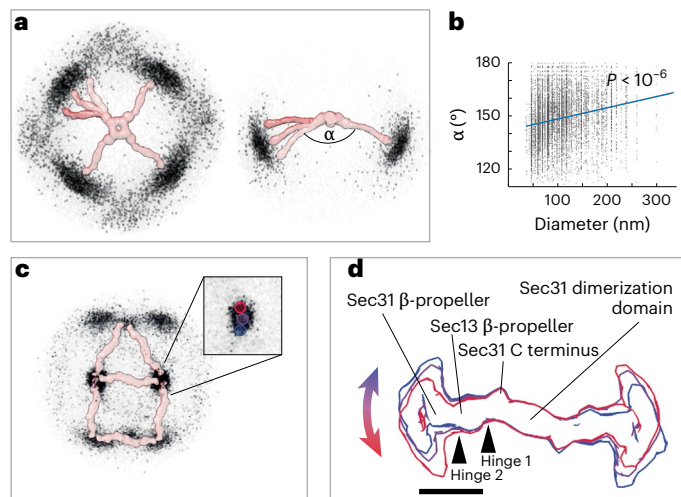 a
α
b
180
150
120
α (°)
P < 10−6
100
200
300
Diameter (nm)
c
d
Sec31 dimerization
domain
Sec31 β-propeller
Sec13 β-propeller
Sec31 C terminus
Hinge 1
Hinge 2